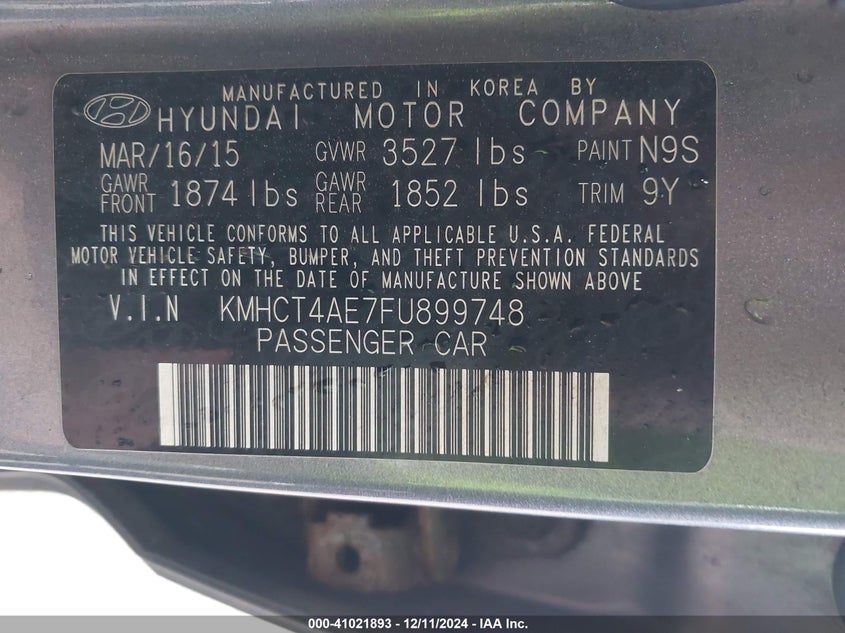 MANUFACTURED IN KOREA BY
HYUNDAI MOTOR COMPANY
MAR/16/15 GVWR 3527 lbs PAINT N9S
GAWR FRONT 1874 lbs GAWR REAR 1852 lbs TRIM 9Y
THIS VEHICLE CONFORMS TO ALL APPLICABLE U.S.A. FEDERAL
MOTOR VEHICLE SAFETY, BUMPER, AND THEFT PREVENTION STANDARDS
IN EFFECT ON THE DATE OF MANUFACTURE SHOWN ABOVE
V.I.N KMHCT4AE7FU899748
PASSENGER CAR
000-41021893 - 12/11/2024 - IAA Inc.